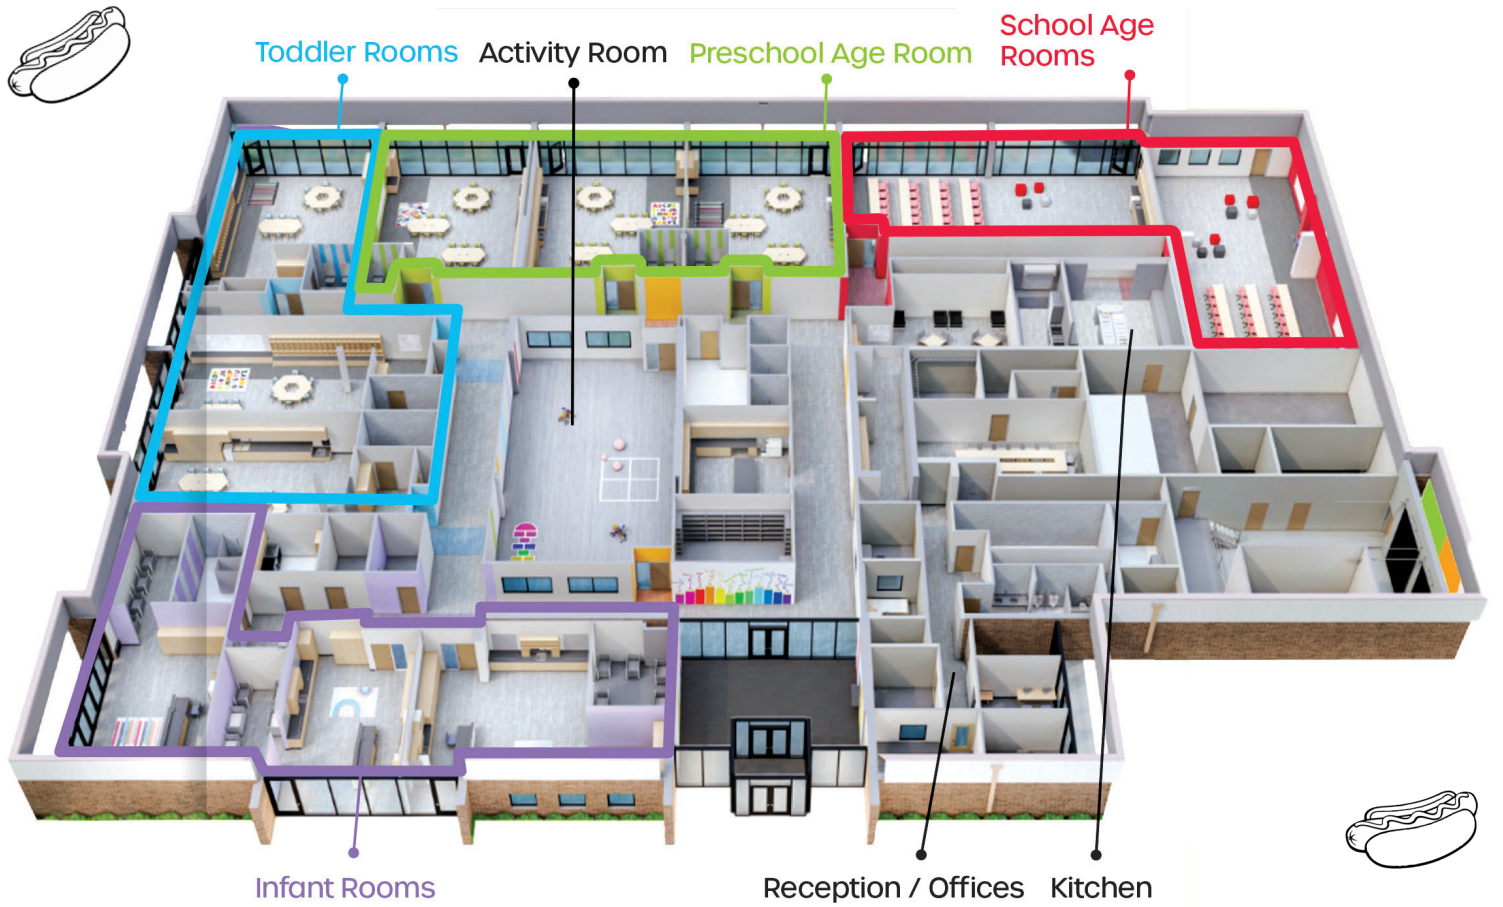 School Age
Rooms
Toddler Rooms
Activity Room
Preschool Age Room
Infant Rooms
Reception / Offices
Kitchen